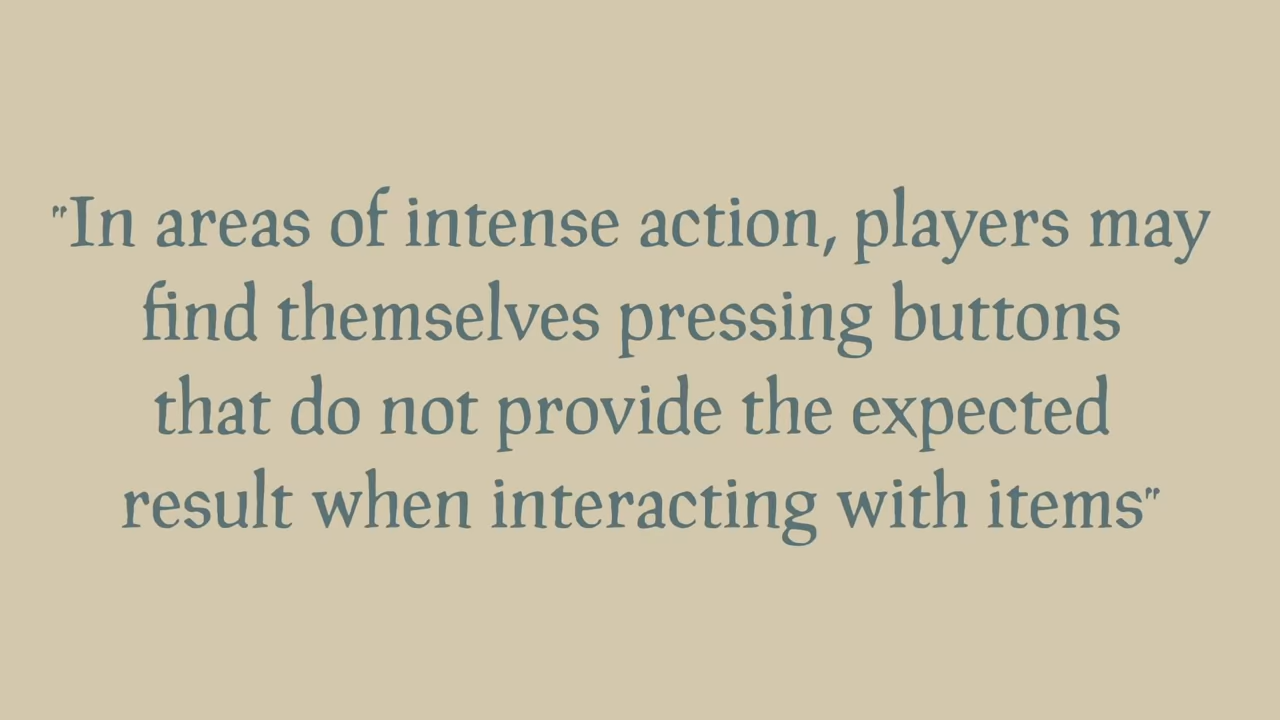 "In areas of intense action, players may
find themselves pressing buttons
that do not provide the expected
result when interacting with items"